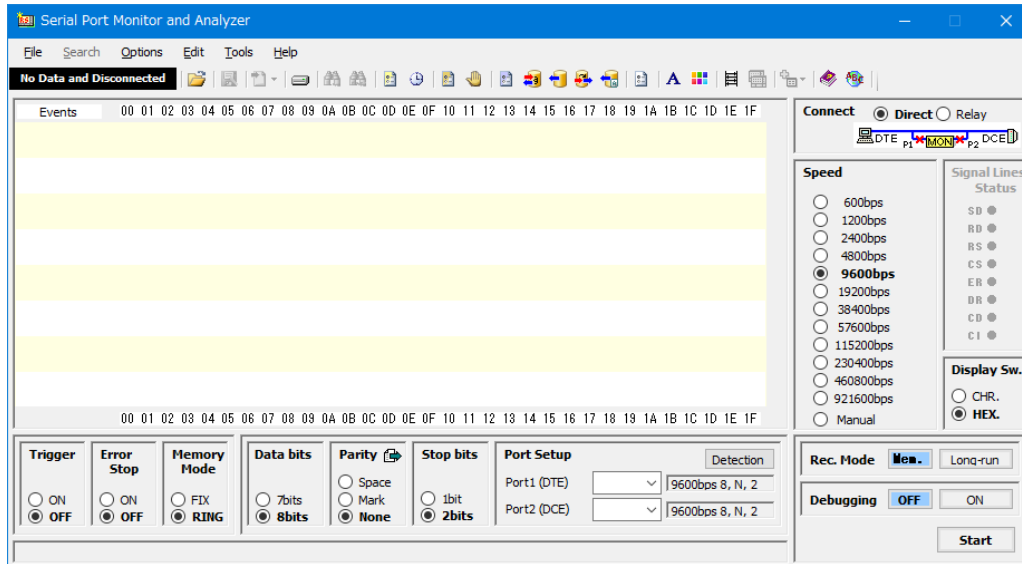 Serial Port Monitor and Analyzer
File Search Options Edit Tools Help
No Data and Disconnected
Events 00 01 02 03 04 05 06 07 08 09 0A 0B 0C 0D 0E 0F 10 11 12 13 14 15 16 17 18 19 1A 1B 1C 1D 1E 1F
00 01 02 03 04 05 06 07 08 09 0A 0B 0C 0D 0E 0F 10 11 12 13 14 15 16 17 18 19 1A 1B 1C 1D 1E 1F
Connect Direct Relay
DTE P1 MON P2 DCE
Speed
600bps
1200bps
2400bps
4800bps
9600bps
19200bps
38400bps
57600bps
115200bps
230400bps
460800bps
921600bps
Manual
Signal Lines
Status
SD
RD
RS
CS
ER
DR
CD
CI
Display Sw.
CHR.
HEX.
Trigger
ON
OFF
Error
Stop
ON
OFF
Memory
Mode
FIX
RING
Data bits
7bits
8bits
Parity
Space
Mark
None
Stop bits
1bit
2bits
Port Setup Detection
Port1 (DTE) 9600bps 8, N, 2
Port2 (DCE) 9600bps 8, N, 2
Rec. Mode Mem. Long-run
Debugging OFF ON
Start